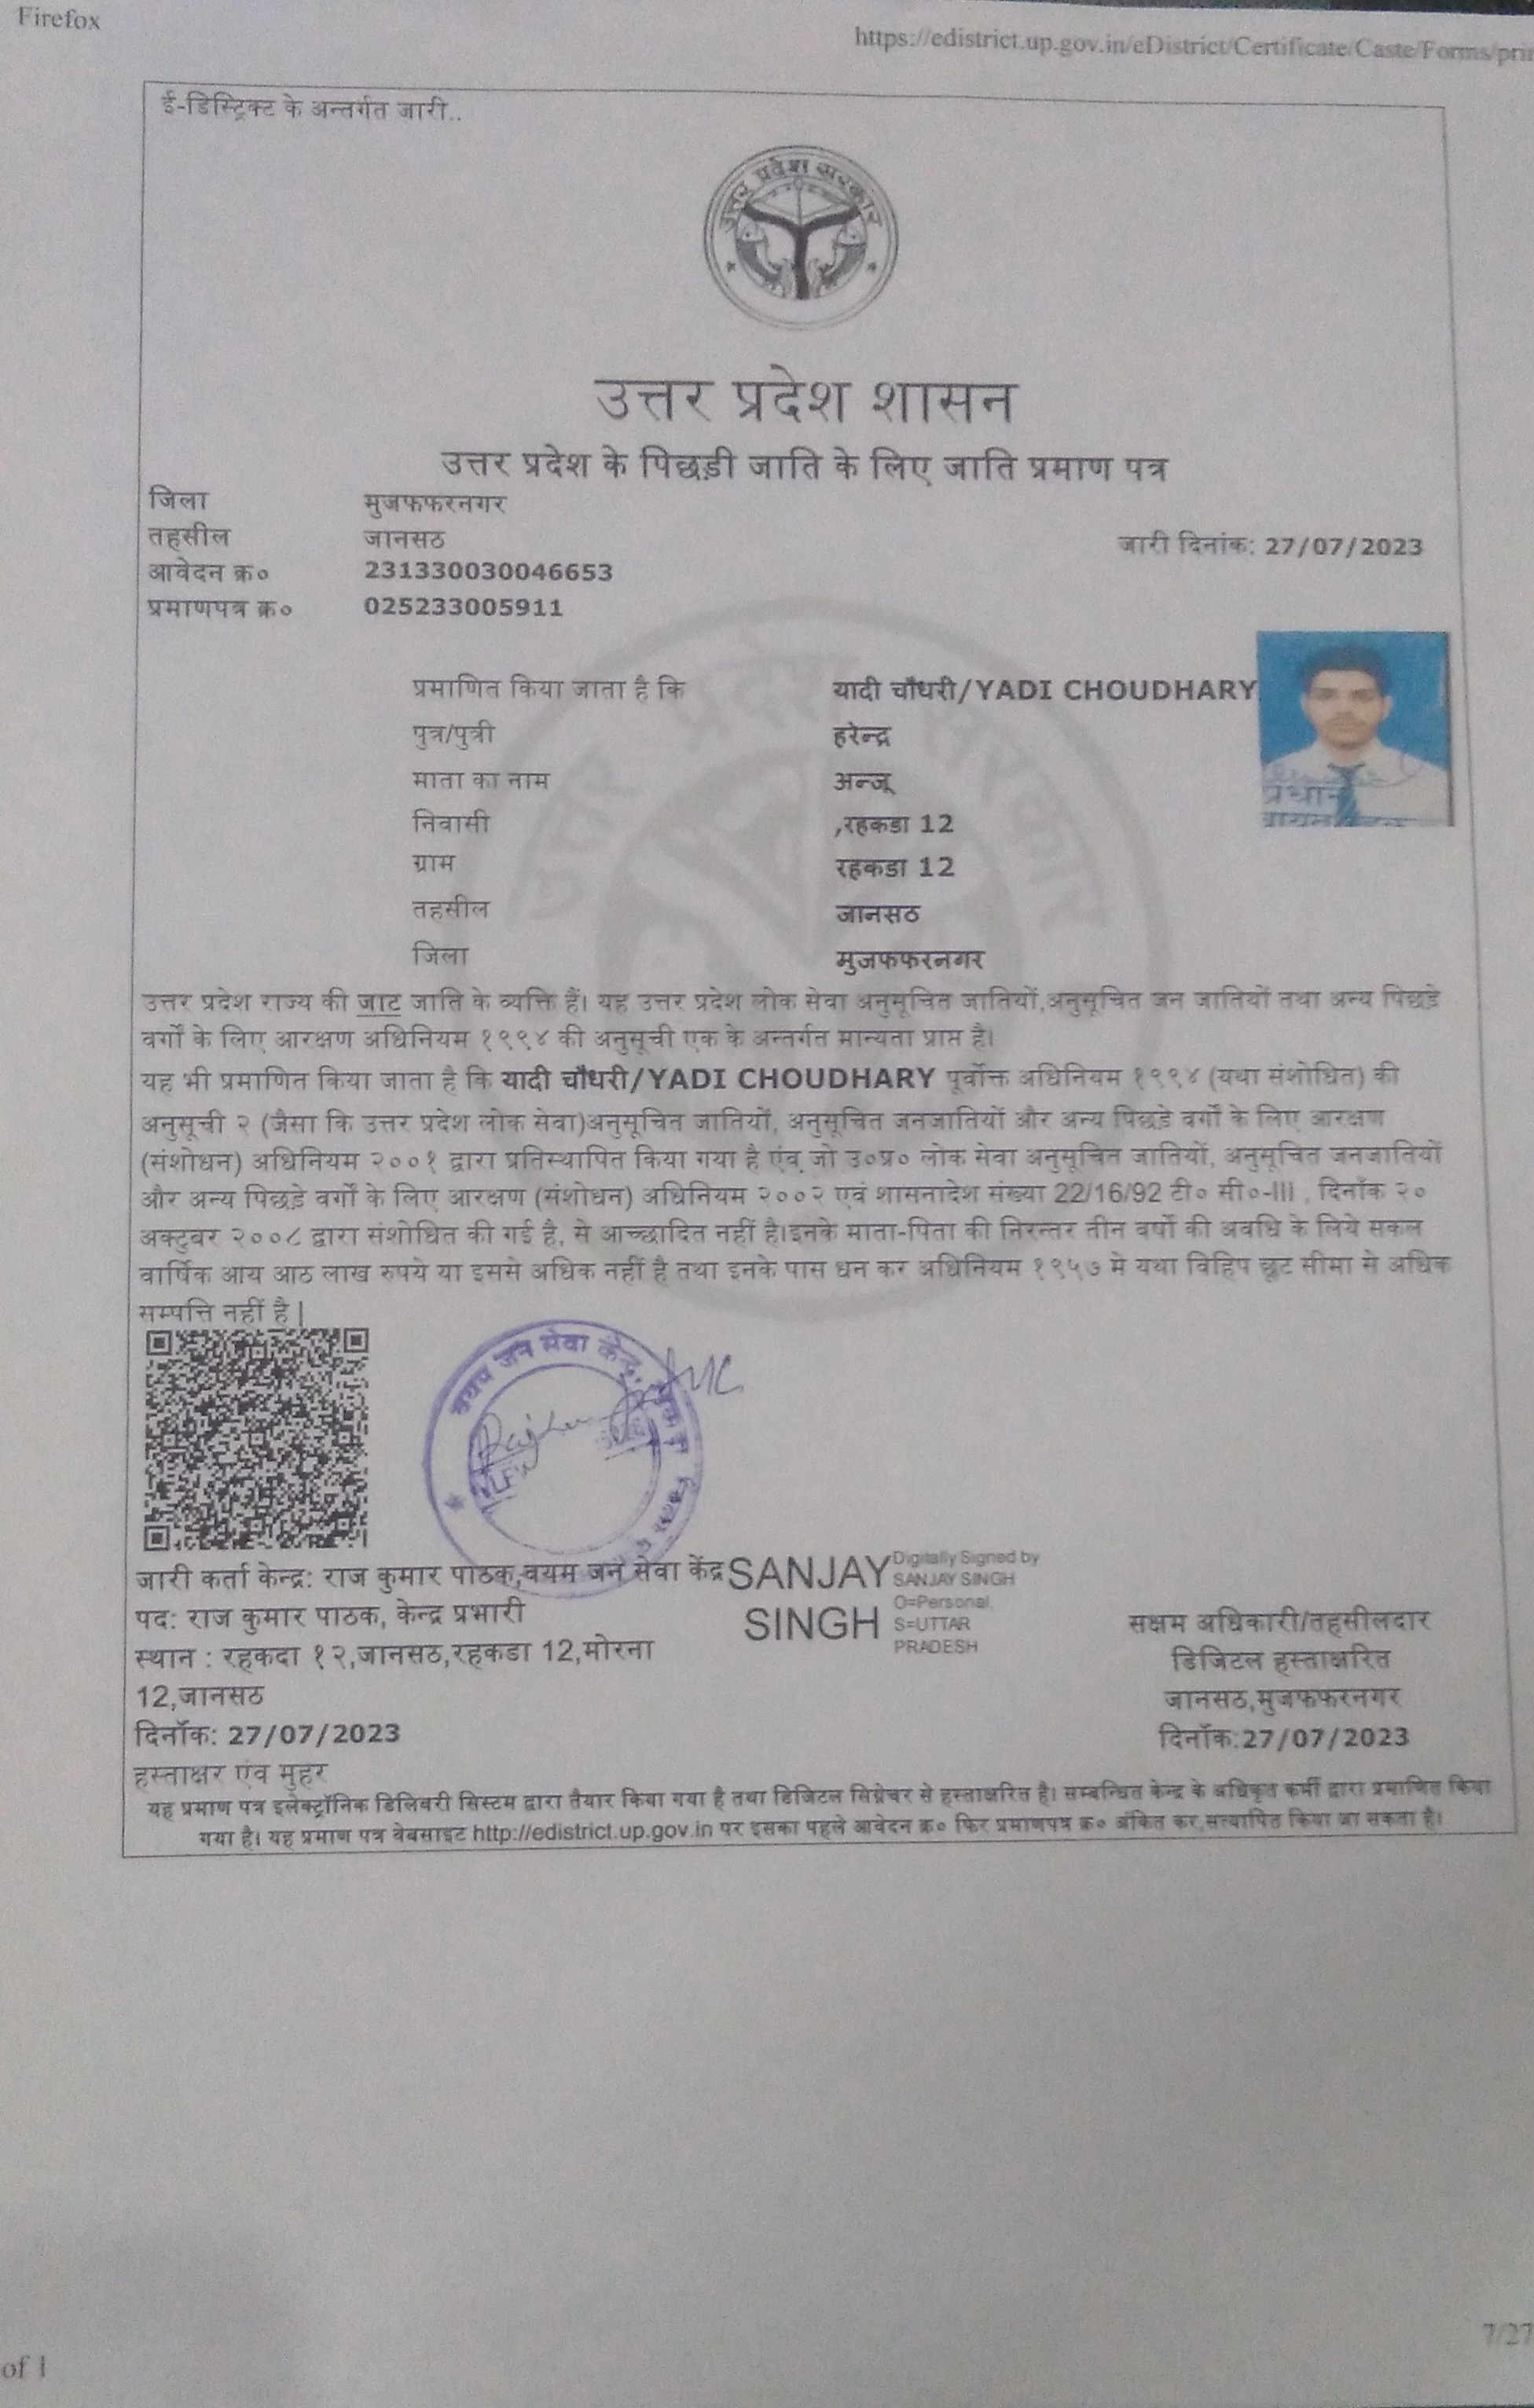 Firefox
https://edistrict.up.gov.in/eDistrict/Certificate/Caste/Forms/prin
ई-डिस्ट्रिक्ट के अन्तर्गत जारी..
उत्तर प्रदेश सरकार
उत्तर प्रदेश शासन
उत्तर प्रदेश के पिछड़ी जाति के लिए जाति प्रमाण पत्र
जिला मुजफफरनगर
तहसील जानसठ जारी दिनांक: 27/07/2023
आवेदन क्र० 231330030046653
प्रमाणपत्र क्र० 025233005911
प्रमाणित किया जाता है कि यादी चौधरी/YADI CHOUDHARY
पुत्र/पुत्री हरेन्द्र
माता का नाम अन्जू
निवासी ,रहकडा 12
प्रधान
ग्राम रहकडा 12
तहसील जानसठ
जिला मुजफफरनगर
उत्तर प्रदेश राज्य की जाट जाति के व्यक्ति हैं। यह उत्तर प्रदेश लोक सेवा अनुसूचित जातियों,अनुसूचित जन जातियों तथा अन्य पिछड़े
वर्गों के लिए आरक्षण अधिनियम १९९४ की अनुसूची एक के अन्तर्गत मान्यता प्राप्त है।
यह भी प्रमाणित किया जाता है कि यादी चौधरी/YADI CHOUDHARY पूर्वोक्त अधिनियम १९९४ (यथा संशोधित) की
अनुसूची २ (जैसा कि उत्तर प्रदेश लोक सेवा)अनुसूचित जातियों, अनुसूचित जनजातियों और अन्य पिछड़े वर्गों के लिए आरक्षण
(संशोधन) अधिनियम २००१ द्वारा प्रतिस्थापित किया गया है एंव जो उ०प्र० लोक सेवा अनुसूचित जातियों, अनुसूचित जनजातियों
और अन्य पिछड़े वर्गों के लिए आरक्षण (संशोधन) अधिनियम २००२ एवं शासनादेश संख्या 22/16/92 टी० सी०-III , दिनाँक २०
अक्टुबर २००८ द्वारा संशोधित की गई है, से आच्छादित नहीं है।इनके माता-पिता की निरन्तर तीन वर्षो की अवधि के लिये सकल
वार्षिक आय आठ लाख रुपये या इससे अधिक नहीं है तथा इनके पास धन कर अधिनियम १९५७ मे यथा विहिप छूट सीमा से अधिक
सम्पत्ति नहीं है |
वयम जन सेवा केन्द्र,
जारी कर्ता केन्द्र: राज कुमार पाठक,वयम जन सेवा केंद्र
SANJAY
SINGH
Digitally Signed by
SANJAY SINGH
O=Personal,
S=UTTAR
PRADESH
पद: राज कुमार पाठक, केन्द्र प्रभारी
स्थान : रहकदा १२,जानसठ,रहकडा 12,मोरना
12,जानसठ
दिनॉक: 27/07/2023
हस्ताक्षर एंव मुहर
सक्षम अधिकारी/तहसीलदार
डिजिटल हस्ताक्षरित
जानसठ,मुजफफरनगर
दिनॉक:27/07/2023
यह प्रमाण पत्र इलेक्ट्रॉनिक डिलिवरी सिस्टम द्वारा तैयार किया गया है तथा डिजिटल सिग्नेचर से हस्ताक्षरित है। सम्बन्धित केन्द्र के अधिकृत कर्मी द्वारा प्रमाणित किया
गया है। यह प्रमाण पत्र वेबसाइट http://edistrict.up.gov.in पर इसका पहले आवेदन क्र० फिर प्रमाणपत्र क्र० अंकित कर,सत्यापित किया जा सकता है।
7/27
of 1